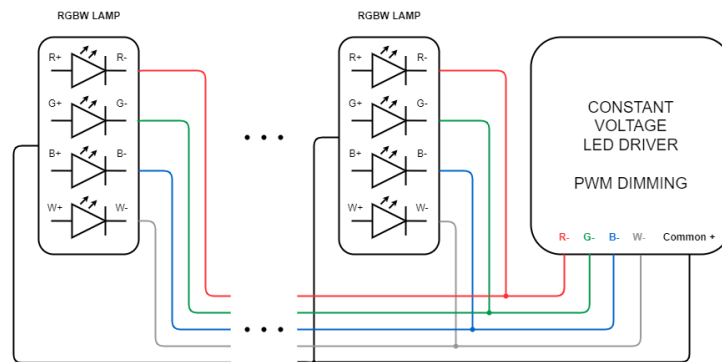 RGBW LAMP
R+ R-
G+ G-
B+ B-
W+ W-
RGBW LAMP
R+ R-
G+ G-
B+ B-
W+ W-
CONSTANT
VOLTAGE
LED DRIVER
PWM DIMMING
R- G- B- W- Common +